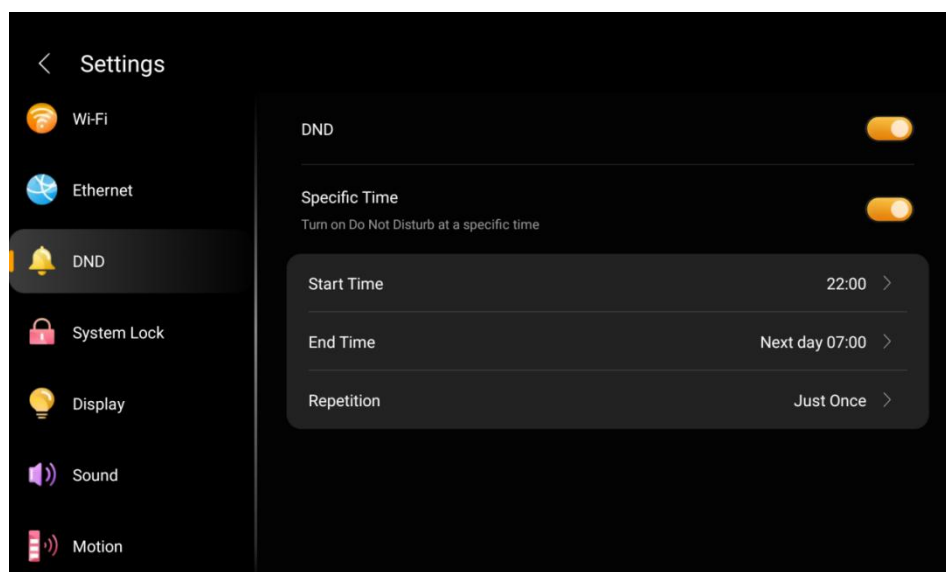 Settings
Wi-Fi
Ethernet
DND
System Lock
Display
Sound
Motion
DND
Specific Time
Turn on Do Not Disturb at a specific time
Start Time 22:00
End Time Next day 07:00
Repetition Just Once